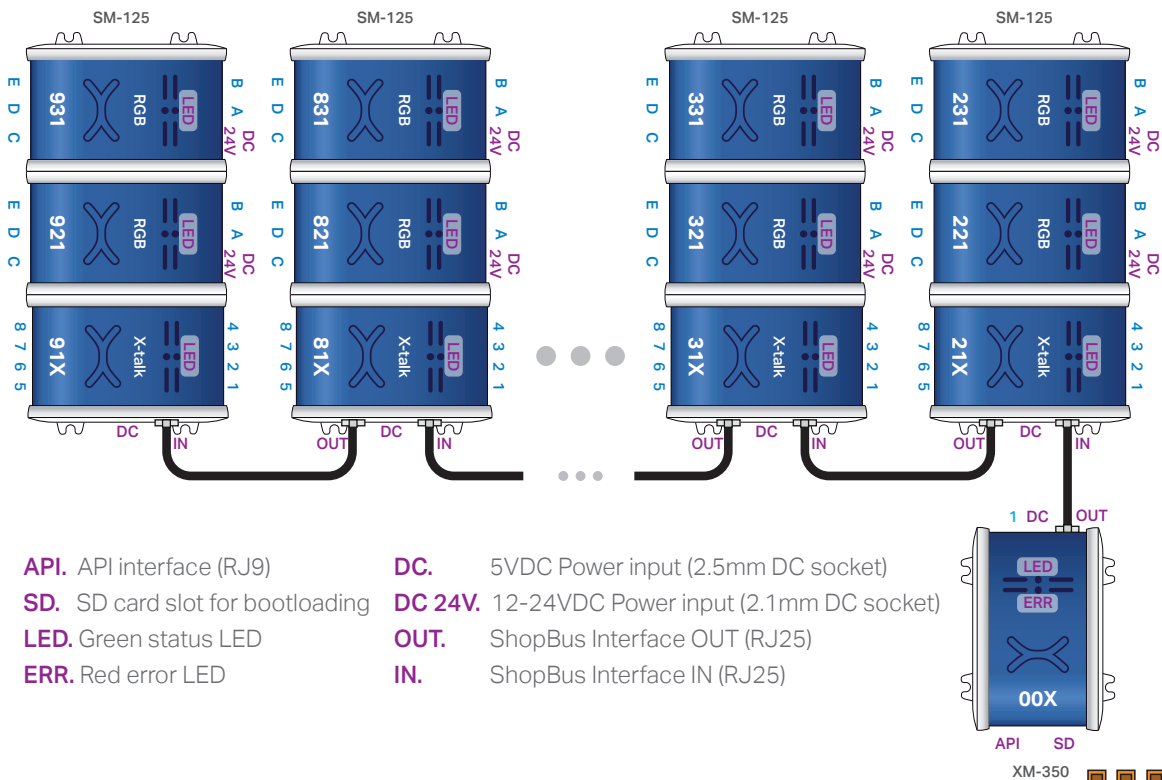 SM-125
SM-125
SM-125
SM-125
E D C
931
RGB
LED
B A
DC 24V
E D C
831
RGB
LED
B A
DC 24V
E D C
331
RGB
LED
B A
DC 24V
E D C
231
RGB
LED
B A
DC 24V
E D C
921
RGB
LED
B A
DC 24V
E D C
821
RGB
LED
B A
DC 24V
E D C
321
RGB
LED
B A
DC 24V
E D C
221
RGB
LED
B A
DC 24V
8 7 6 5
91X
X-talk
LED
4 3 2 1
8 7 6 5
81X
X-talk
LED
4 3 2 1
8 7 6 5
31X
X-talk
LED
4 3 2 1
8 7 6 5
21X
X-talk
LED
4 3 2 1
DC IN
OUT DC IN
OUT DC IN
OUT DC IN
1 DC OUT
LED
ERR
00X
API SD
XM-350
API. API interface (RJ9)
SD. SD card slot for bootloading
LED. Green status LED
ERR. Red error LED
DC. 5VDC Power input (2.5mm DC socket)
DC 24V. 12-24VDC Power input (2.1mm DC socket)
OUT. ShopBus Interface OUT (RJ25)
IN. ShopBus Interface IN (RJ25)